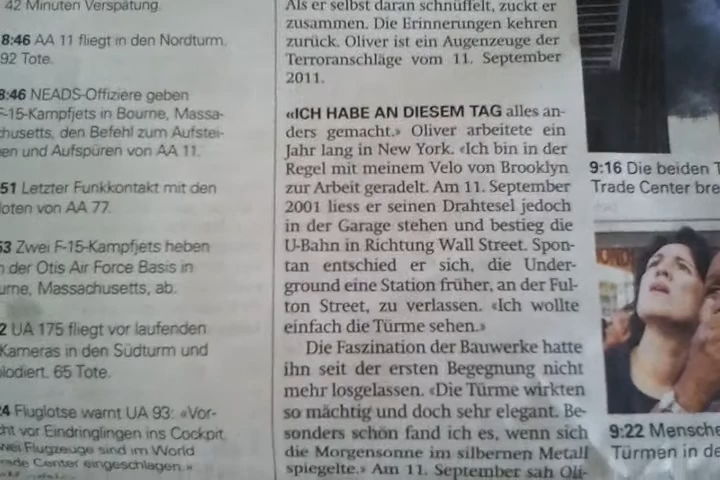 42 Minuten Verspätung.
8:46 AA 11 fliegt in den Nordturm.
92 Tote.
8:46 NEADS-Offiziere geben
F-15-Kampfjets in Bourne, Massa-
chusetts, den Befehl zum Aufstei-
en und Aufspüren von AA 11.
51 Letzter Funkkontakt mit den
loten von AA 77.
53 Zwei F-15-Kampfjets heben
n der Otis Air Force Basis in
urne, Massachusetts, ab.
2 UA 175 fliegt vor laufenden
Kameras in den Südturm und
plodiert. 65 Tote.
24 Fluglotse warnt UA 93: «Vor-
cht vor Eindringlingen ins Cockpit.
wei Flugzeuge sind im World
rade Center eingeschlagen.»
Als er selbst daran schnüffelt, zuckt er
zusammen. Die Erinnerungen kehren
zurück. Oliver ist ein Augenzeuge der
Terroranschläge vom 11. September
2011.
«ICH HABE AN DIESEM TAG alles an-
ders gemacht.» Oliver arbeitete ein
Jahr lang in New York. «Ich bin in der
Regel mit meinem Velo von Brooklyn
zur Arbeit geradelt. Am 11. September
2001 liess er seinen Drahtesel jedoch
in der Garage stehen und bestieg die
U-Bahn in Richtung Wall Street. Spon-
tan entschied er sich, die Under-
ground eine Station früher, an der Ful-
ton Street, zu verlassen. «Ich wollte
einfach die Türme sehen.»
Die Faszination der Bauwerke hatte
ihn seit der ersten Begegnung nicht
mehr losgelassen. «Die Türme wirkten
so mächtig und doch sehr elegant. Be-
sonders schön fand ich es, wenn sich
die Morgensonne im silbernen Metall
spiegelte.» Am 11. September sah Oli-
9:16 Die beiden T
Trade Center bre
9:22 Mensche
Türmen in de